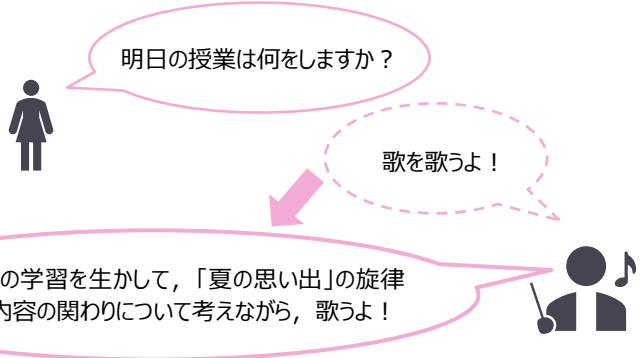 明日の授業は何をしますか？
歌を歌うよ！
の学習を生かして，「夏の思い出」の旋律
内容の関わりについて考えながら，歌うよ！